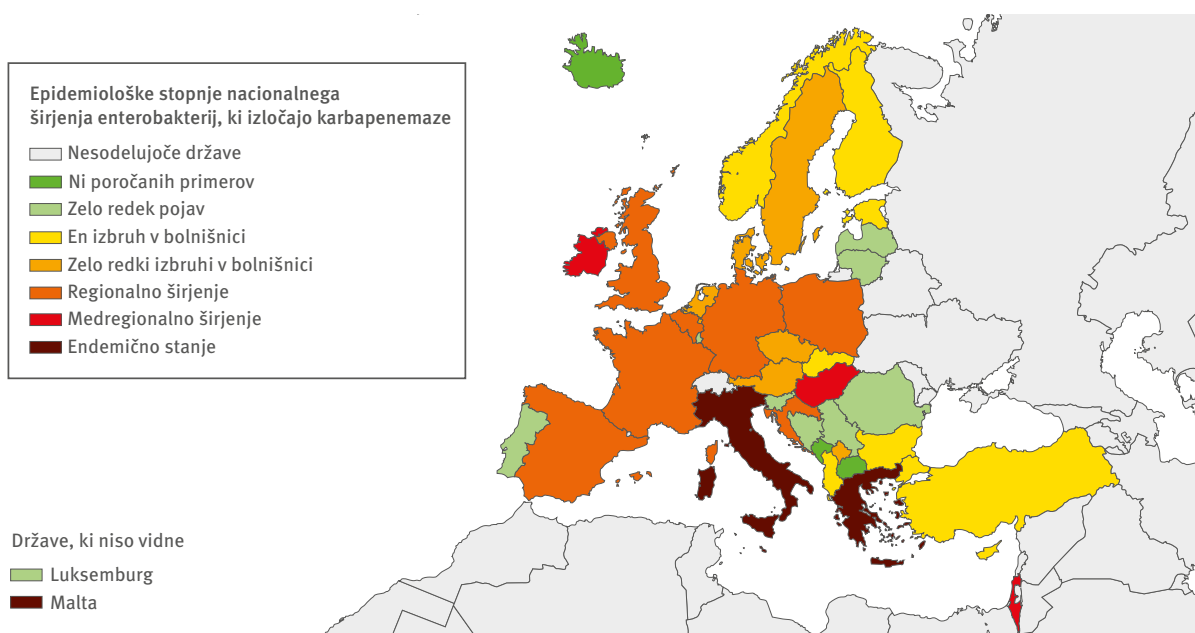 Epidemiološke stopnje nacionalnega
širjenja enterobakterij, ki izločajo karbapenemaze
Nesodelujoče države
Ni poročanih primerov
Zelo redek pojav
En izbruh v bolnišnici
Zelo redki izbruhi v bolnišnici
Regionalno širjenje
Medregionalno širjenje
Endemično stanje
Države, ki niso vidne
Luksemburg
Malta